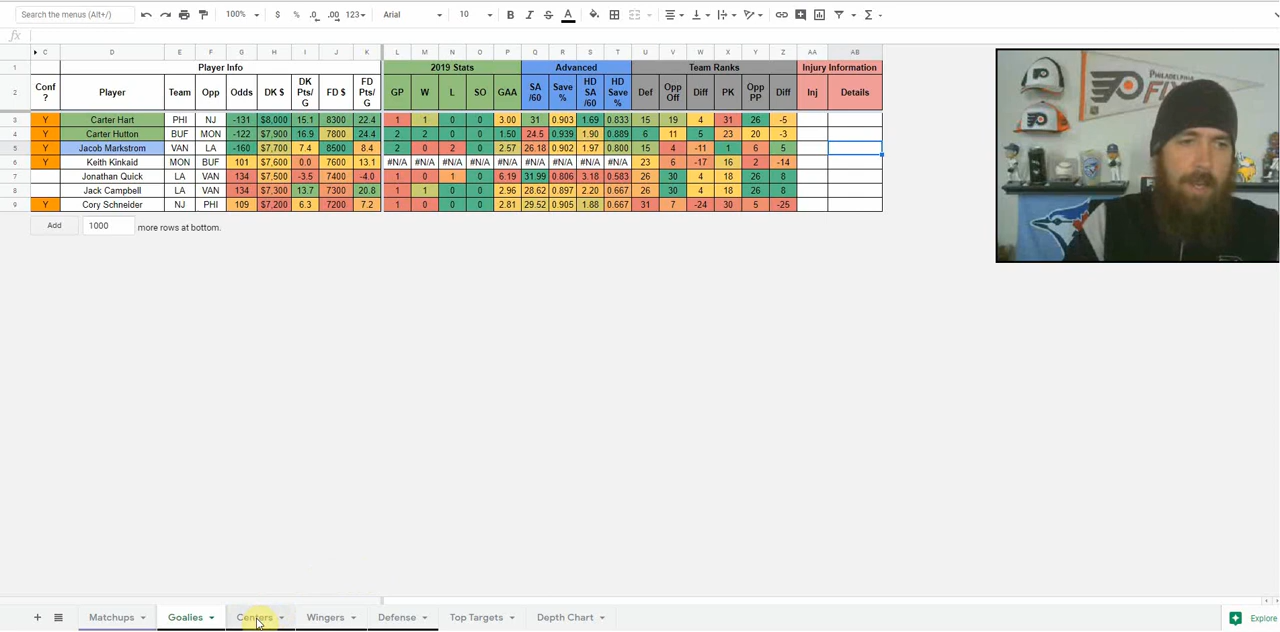 Search the menus (Alt+/) 100% $ % .0 .00 123 Arial 10 B I S A Σ
fx
C D E F G H I J K L M N O P Q R S T U V W X Y Z AA AB
1 Player Info 2019 Stats Advanced Team Ranks Injury Information
2 Conf ? Player Team Opp Odds DK $ DK Pts/ G FD $ FD Pts/ G GP W L SO GAA SA /60 Save % HD SA /60 HD Save % Def Opp Off Diff PK Opp PP Diff Inj Details
3 Y Carter Hart PHI NJ -131 $8,000 15.1 8300 22.4 1 1 0 0 3.00 31 0.903 1.69 0.833 15 19 4 31 26 -5
4 Y Carter Hutton BUF MON -122 $7,900 16.9 7800 24.4 2 2 0 0 1.50 24.5 0.939 1.90 0.889 6 11 5 23 20 -3
5 Y Jacob Markstrom VAN LA -160 $7,700 7.4 8500 8.4 2 0 2 0 2.57 26.18 0.902 1.97 0.800 15 4 -11 1 6 5
6 Y Keith Kinkaid MON BUF 101 $7,600 0.0 7600 13.1 #N/A #N/A #N/A #N/A #N/A #N/A #N/A #N/A #N/A 23 6 -17 16 2 -14
7 Jonathan Quick LA VAN 134 $7,500 -3.5 7400 -4.0 1 0 1 0 6.19 31.99 0.806 3.18 0.583 26 30 4 18 26 8
8 Jack Campbell LA VAN 134 $7,300 13.7 7300 20.8 1 1 0 0 2.96 28.62 0.897 2.20 0.667 26 30 4 18 26 8
9 Y Cory Schneider NJ PHI 109 $7,200 6.3 7200 7.2 1 0 0 0 2.81 29.52 0.905 1.88 0.667 31 7 -24 30 5 -25
Add 1000 more rows at bottom.
PHILADELPHIA
Matchups Goalies Centers Wingers Defense Top Targets Depth Chart Explore